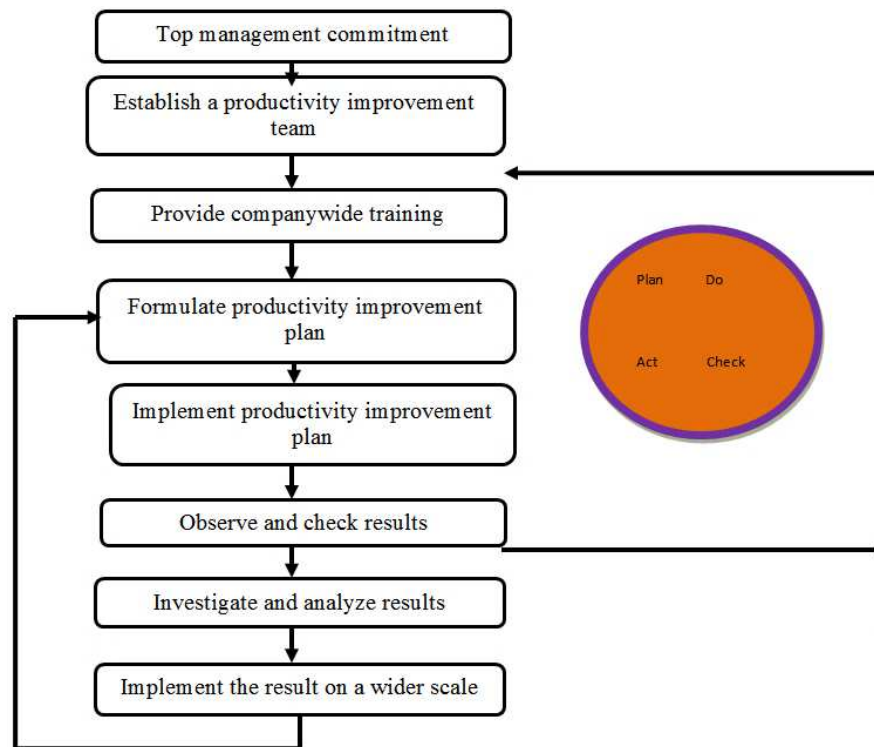 Top management commitment
Establish a productivity improvement
team
Provide companywide training
Formulate productivity improvement
plan
Implement productivity improvement
plan
Observe and check results
Investigate and analyze results
Implement the result on a wider scale
Plan Do
Act Check